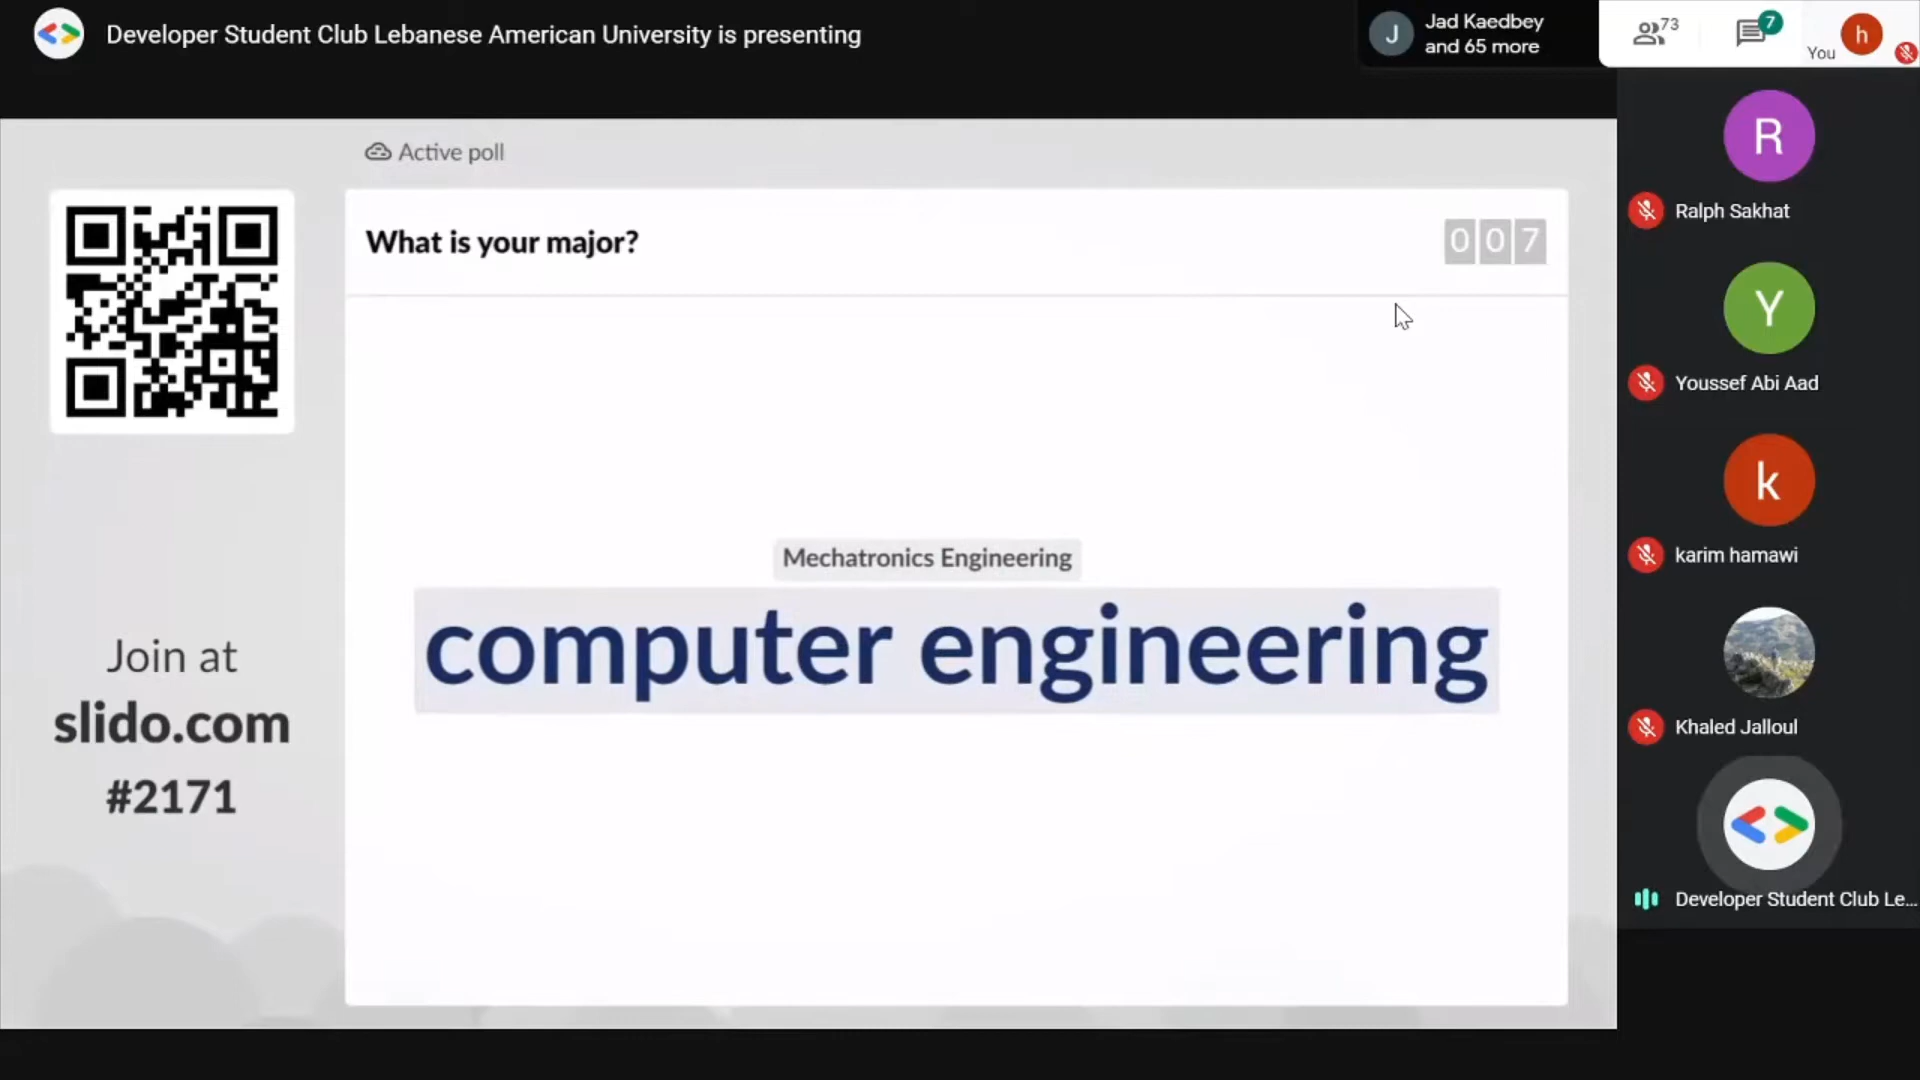 Developer Student Club Lebanese American University is presenting
J
Jad Kaedbey
and 65 more
73
7
You
h
Active poll
What is your major?
007
Mechatronics Engineering
computer engineering
Join at
slido.com
#2171
R
Ralph Sakhat
Y
Youssef Abi Aad
k
karim hamawi
Khaled Jalloul
Developer Student Club Le...